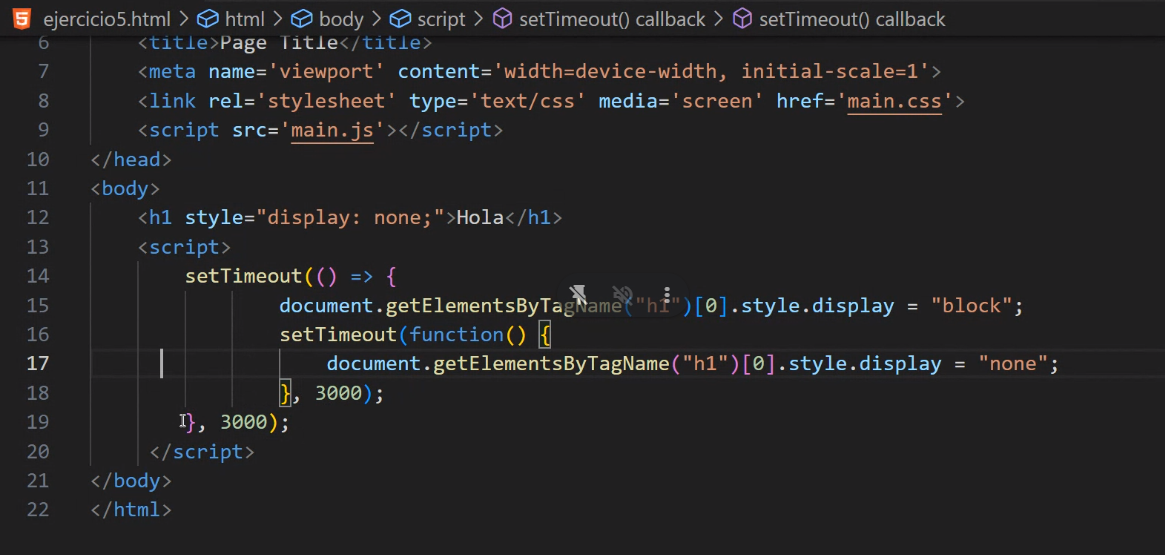 ejercicio5.html > html > body > script > setTimeout() callback > setTimeout() callback
6 <title>Page Title</title>
7 <meta name='viewport' content='width=device-width, initial-scale=1'>
8 <link rel='stylesheet' type='text/css' media='screen' href='main.css'>
9 <script src='main.js'></script>
10 </head>
11 <body>
12 <h1 style="display: none;">Hola</h1>
13 <script>
14 setTimeout(() => {
15 document.getElementsByTagName("h1")[0].style.display = "block";
16 setTimeout(function() {
17 document.getElementsByTagName("h1")[0].style.display = "none";
18 }, 3000);
19 }, 3000);
20 </script>
21 </body>
22 </html>